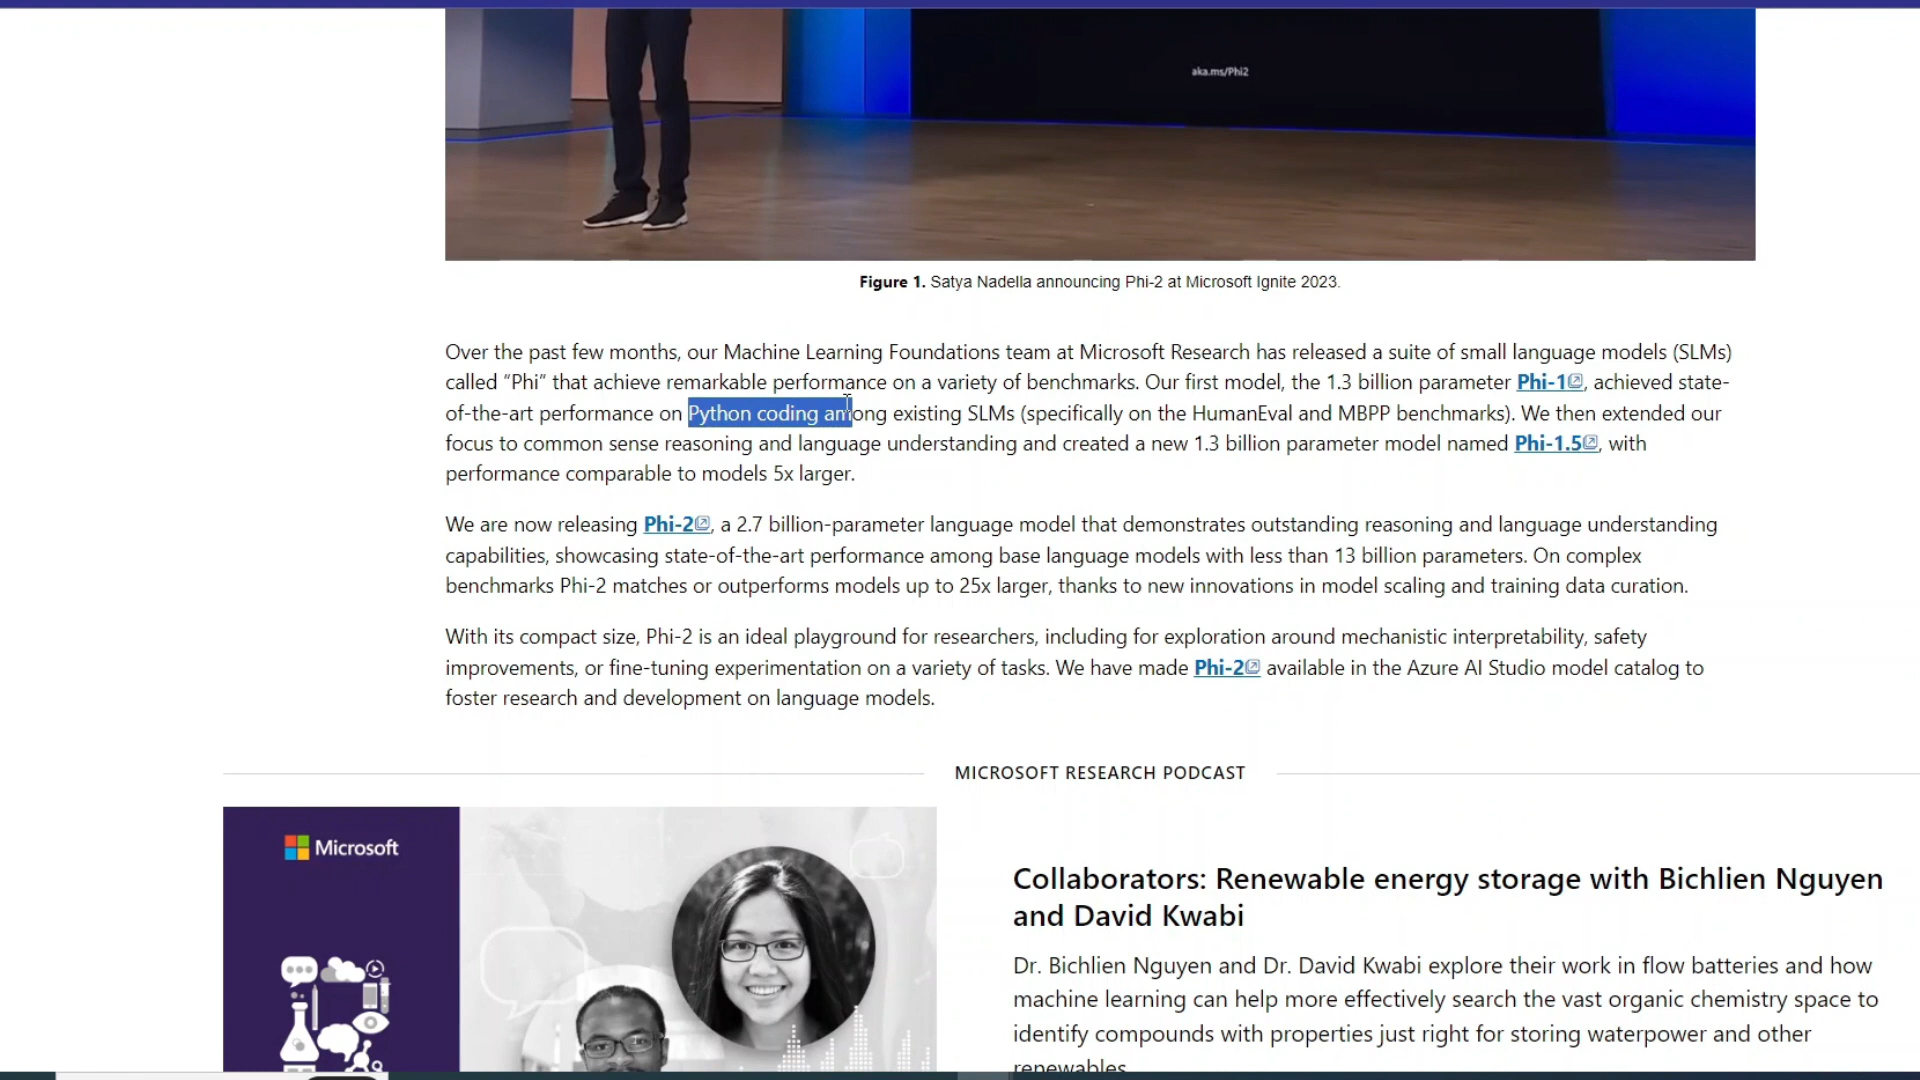 aka.ms/Phi2
Figure 1. Satya Nadella announcing Phi-2 at Microsoft Ignite 2023.
Over the past few months, our Machine Learning Foundations team at Microsoft Research has released a suite of small language models (SLMs)
called “Phi” that achieve remarkable performance on a variety of benchmarks. Our first model, the 1.3 billion parameter Phi-1, achieved state-
of-the-art performance on Python coding among existing SLMs (specifically on the HumanEval and MBPP benchmarks). We then extended our
focus to common sense reasoning and language understanding and created a new 1.3 billion parameter model named Phi-1.5, with
performance comparable to models 5x larger.
We are now releasing Phi-2, a 2.7 billion-parameter language model that demonstrates outstanding reasoning and language understanding
capabilities, showcasing state-of-the-art performance among base language models with less than 13 billion parameters. On complex
benchmarks Phi-2 matches or outperforms models up to 25x larger, thanks to new innovations in model scaling and training data curation.
With its compact size, Phi-2 is an ideal playground for researchers, including for exploration around mechanistic interpretability, safety
improvements, or fine-tuning experimentation on a variety of tasks. We have made Phi-2 available in the Azure AI Studio model catalog to
foster research and development on language models.
MICROSOFT RESEARCH PODCAST
Microsoft
Collaborators: Renewable energy storage with Bichlien Nguyen
and David Kwabi
Dr. Bichlien Nguyen and Dr. David Kwabi explore their work in flow batteries and how
machine learning can help more effectively search the vast organic chemistry space to
identify compounds with properties just right for storing waterpower and other
renewables